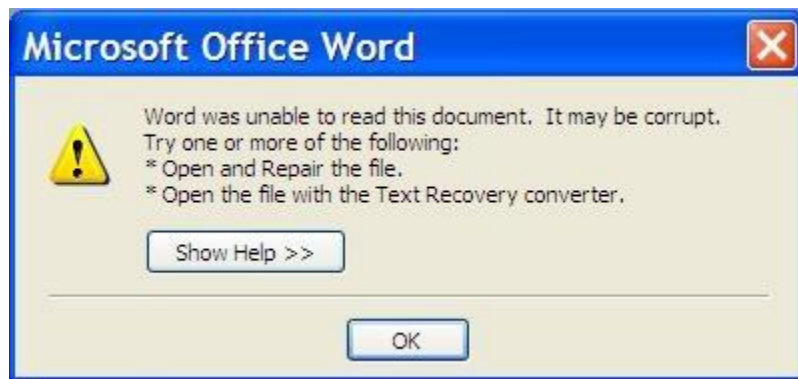 Microsoft Office Word
Word was unable to read this document.  It may be corrupt.
Try one or more of the following:
* Open and Repair the file.
* Open the file with the Text Recovery converter.
Show Help >>
OK